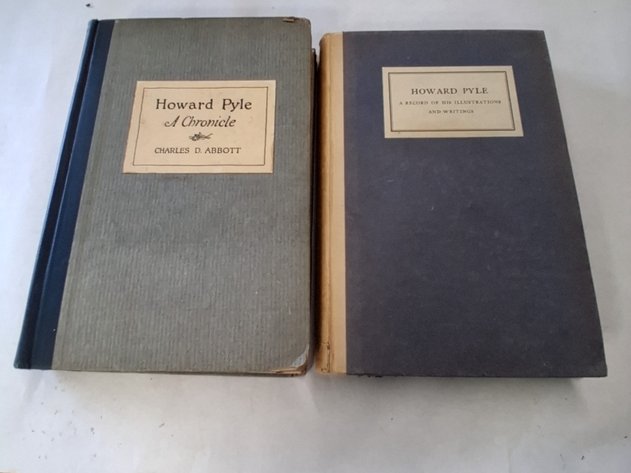 Howard Pyle
A Chronicle
CHARLES D. ABBOTT
HOWARD PYLE
A RECORD OF HIS ILLUSTRATIONS
AND WRITINGS